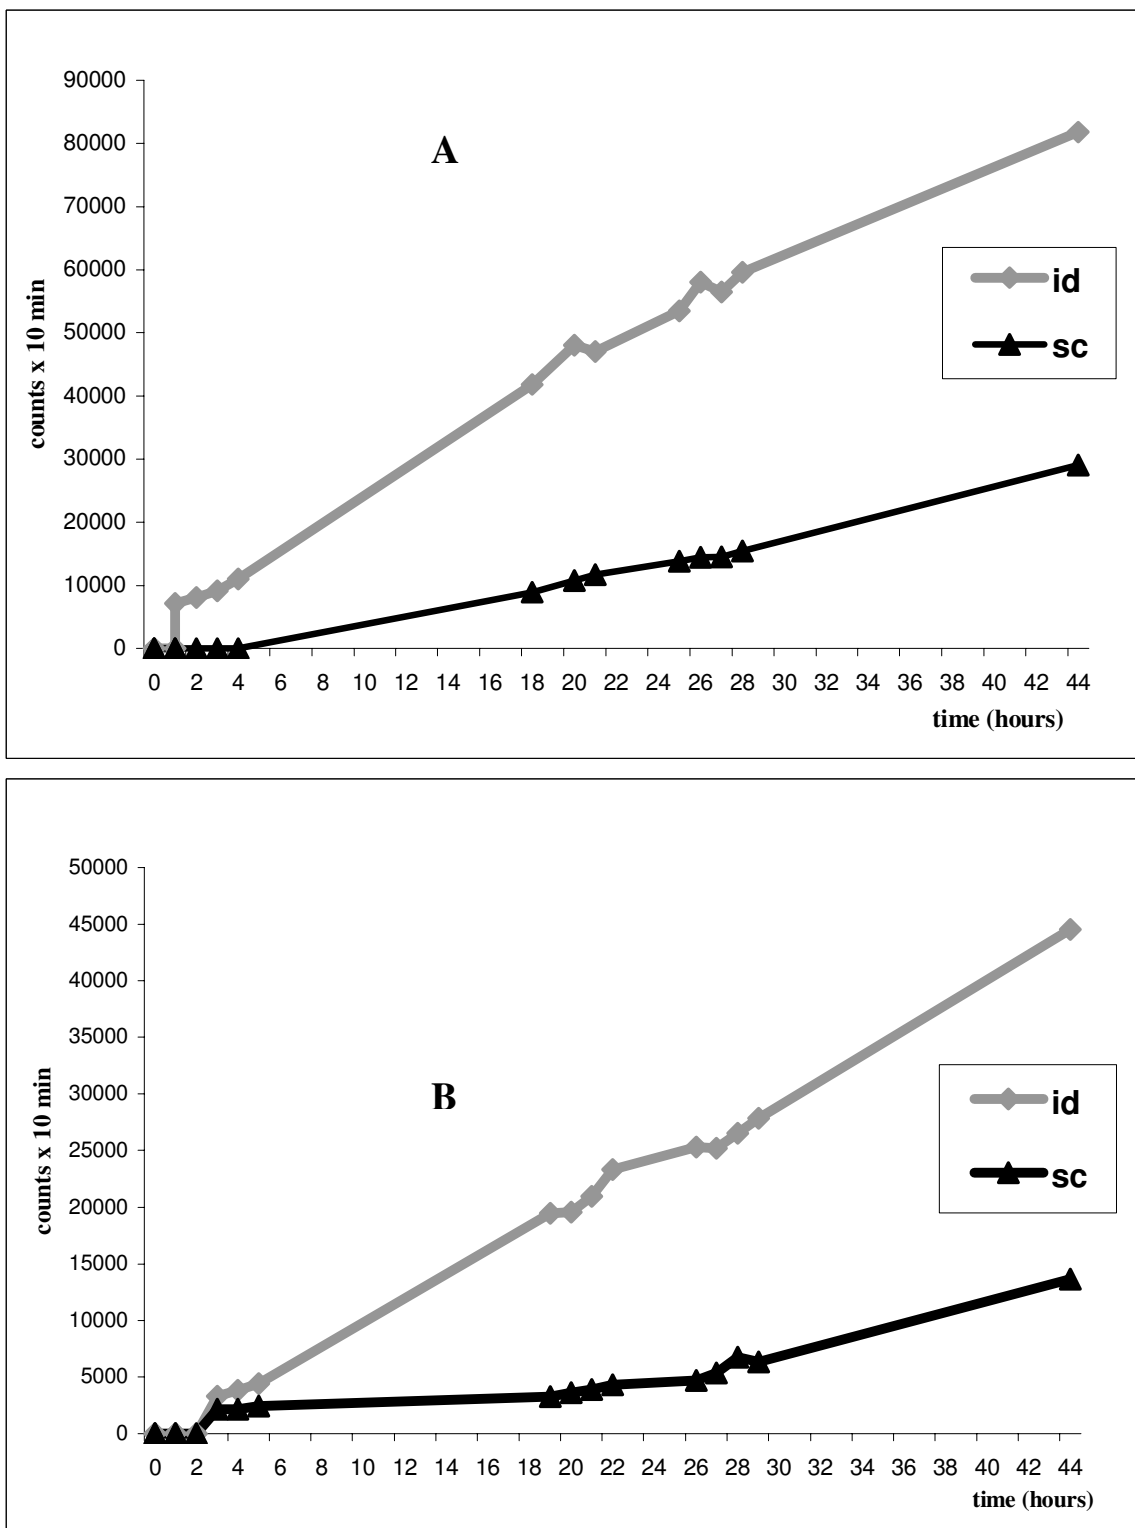 90000
80000
70000
60000
50000
40000
30000
20000
10000
0
counts x 10 min
A
id
sc
0 2 4 6 8 10 12 14 16 18 20 22 24 26 28 30 32 34 36 38 40 42 44
time (hours)
50000
45000
40000
35000
30000
25000
20000
15000
10000
5000
0
counts x 10 min
B
id
sc
0 2 4 6 8 10 12 14 16 18 20 22 24 26 28 30 32 34 36 38 40 42 44
time (hours)